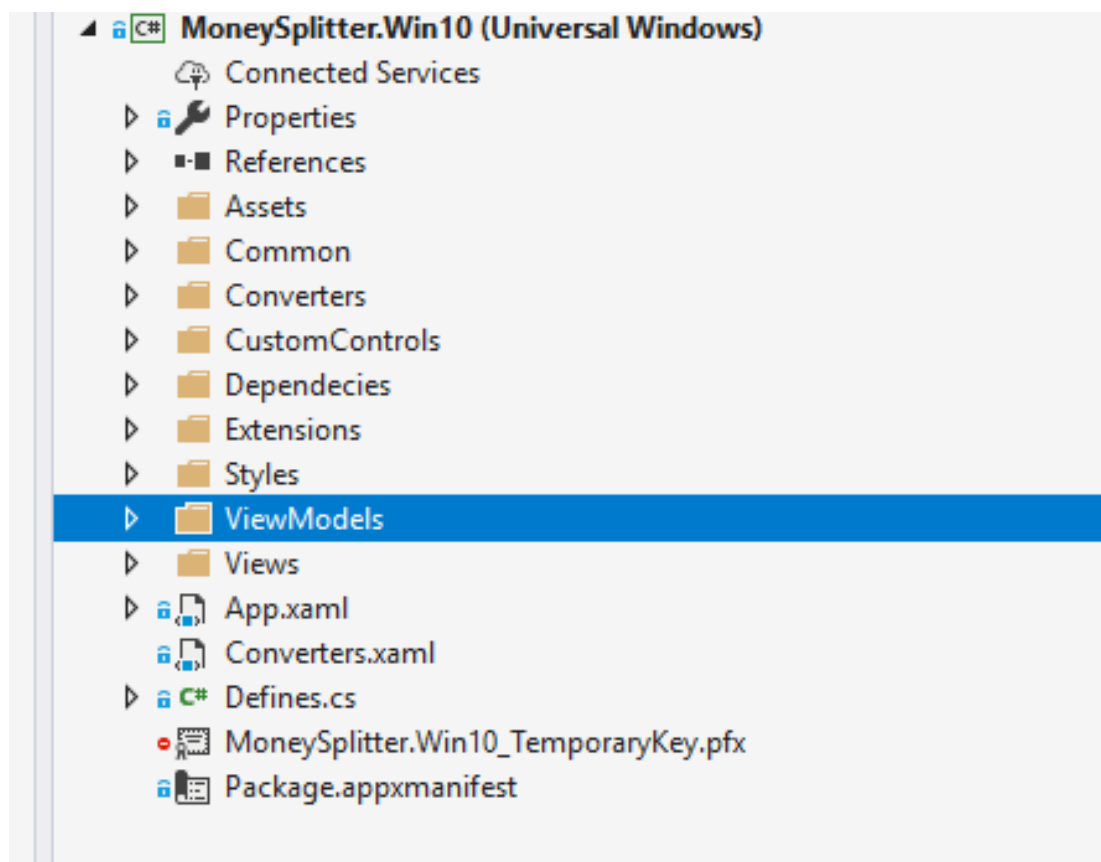 C# MoneySplitter.Win10 (Universal Windows)
Connected Services
Properties
References
Assets
Common
Converters
CustomControls
Dependecies
Extensions
Styles
ViewModels
Views
App.xaml
Converters.xaml
C# Defines.cs
MoneySplitter.Win10_TemporaryKey.pfx
Package.appxmanifest